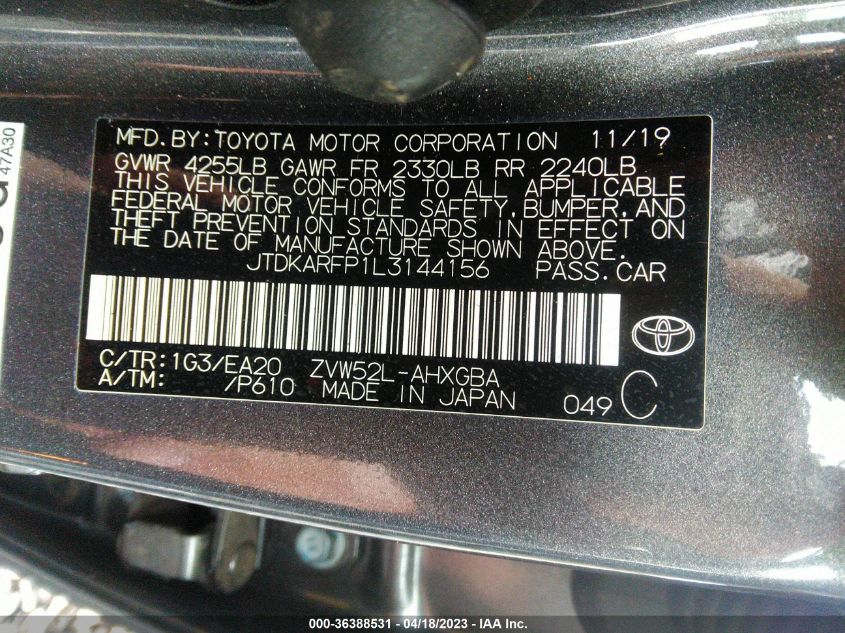 MFD.BY:TOYOTA MOTOR CORPORATION 11/19
GVWR 4255LB GAWR FR 2330LB RR 2240LB
THIS VEHICLE CONFORMS TO ALL APPLICABLE
FEDERAL MOTOR VEHICLE SAFETY,BUMPER,AND
THEFT PREVENTION STANDARDS IN EFFECT ON
THE DATE OF MANUFACTURE SHOWN ABOVE.
JTDKARFP1L3144156 PASS.CAR
C/TR:1G3/EA20 ZVW52L-AHXGBA
A/TM: /P610 MADE IN JAPAN 049 C
47A30
000-36388531 - 04/18/2023 - IAA Inc.